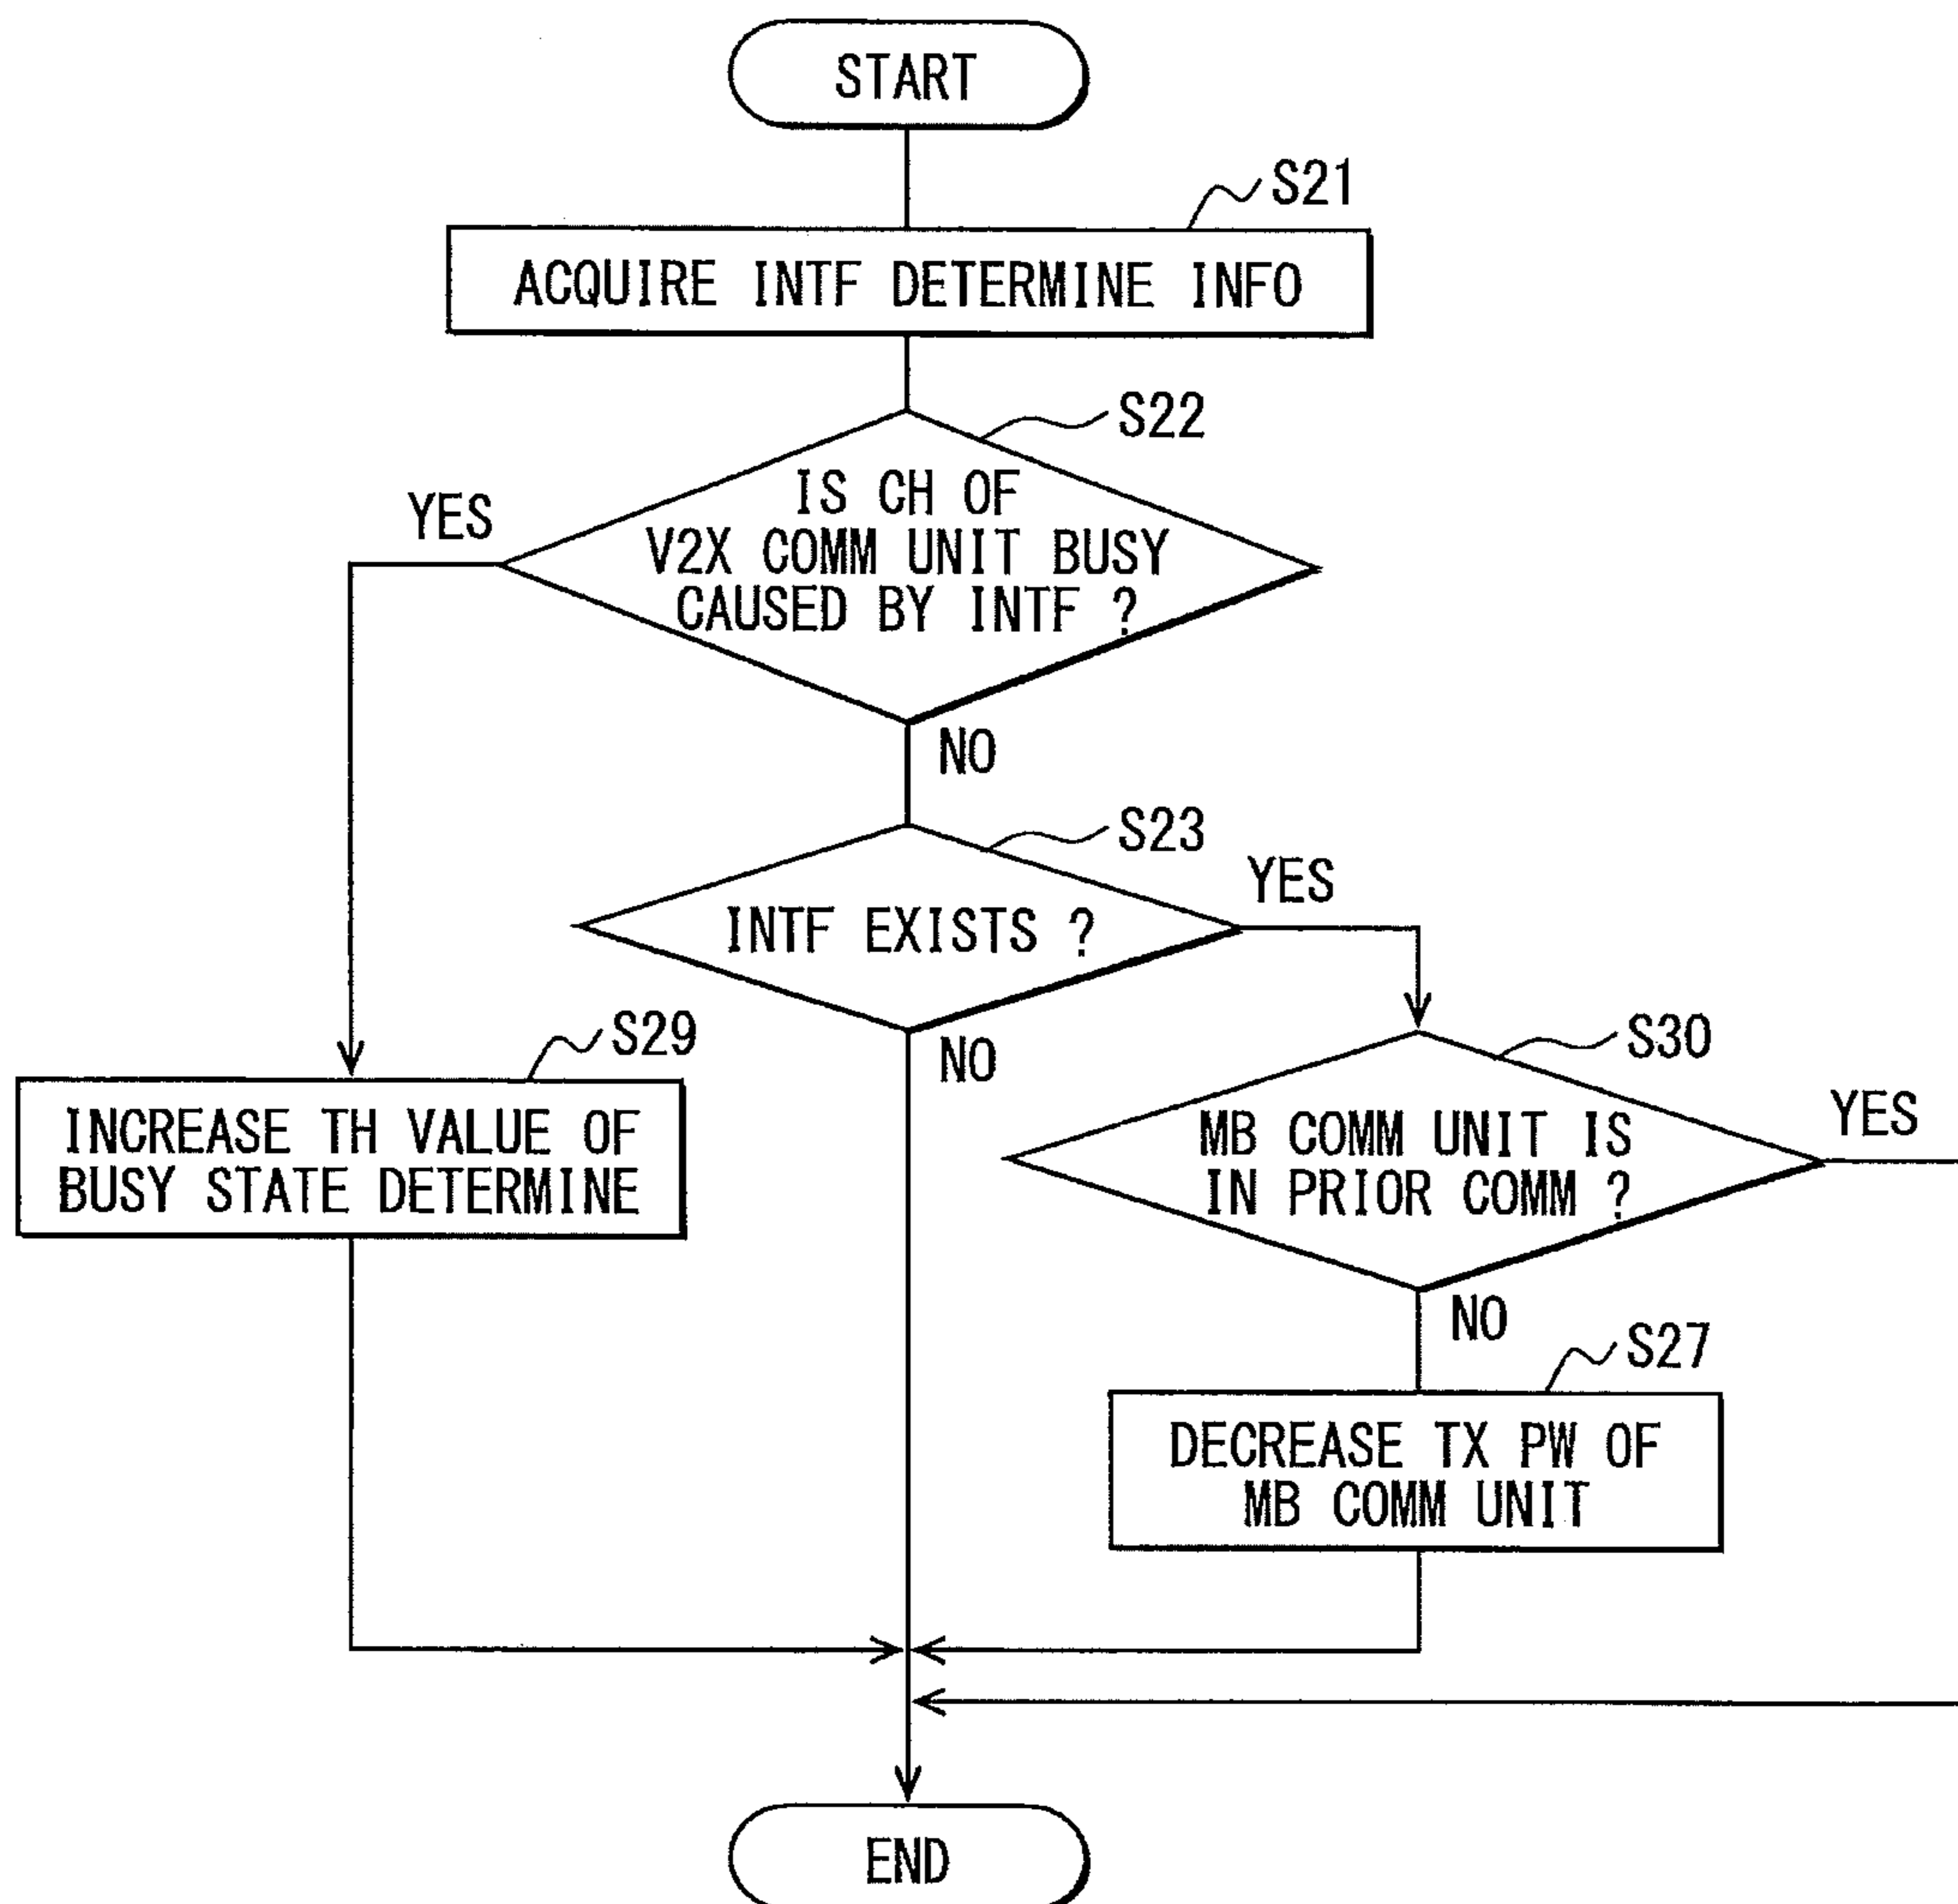 START
S21
ACQUIRE INTF DETERMINE INFO
S22
IS CH OF
V2X COMM UNIT BUSY
CAUSED BY INTF ?
YES
NO
S23
INTF EXISTS ?
YES
NO
S29
INCREASE TH VALUE OF
BUSY STATE DETERMINE
S30
MB COMM UNIT IS
IN PRIOR COMM ?
YES
NO
S27
DECREASE TX PW OF
MB COMM UNIT
END